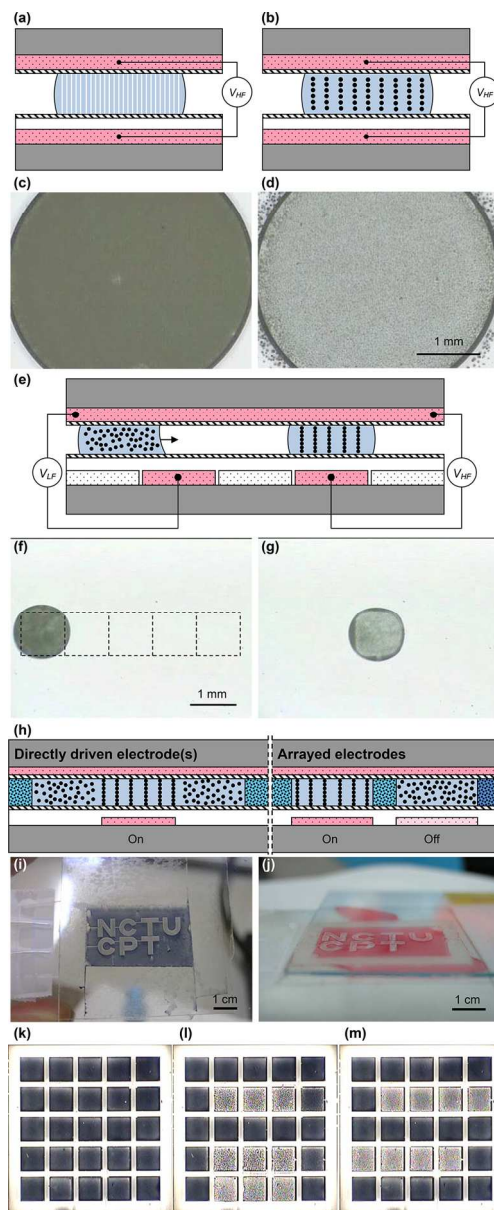 (a)
(b)
V_HF
V_HF
(c)
(d)
1 mm
(e)
V_LF
V_HF
(f)
(g)
1 mm
(h)
Directly driven electrode(s)
Arrayed electrodes
On
On
Off
(i)
(j)
NCTU
CPT
1 cm
NCTU
CPT
1 cm
(k)
(l)
(m)